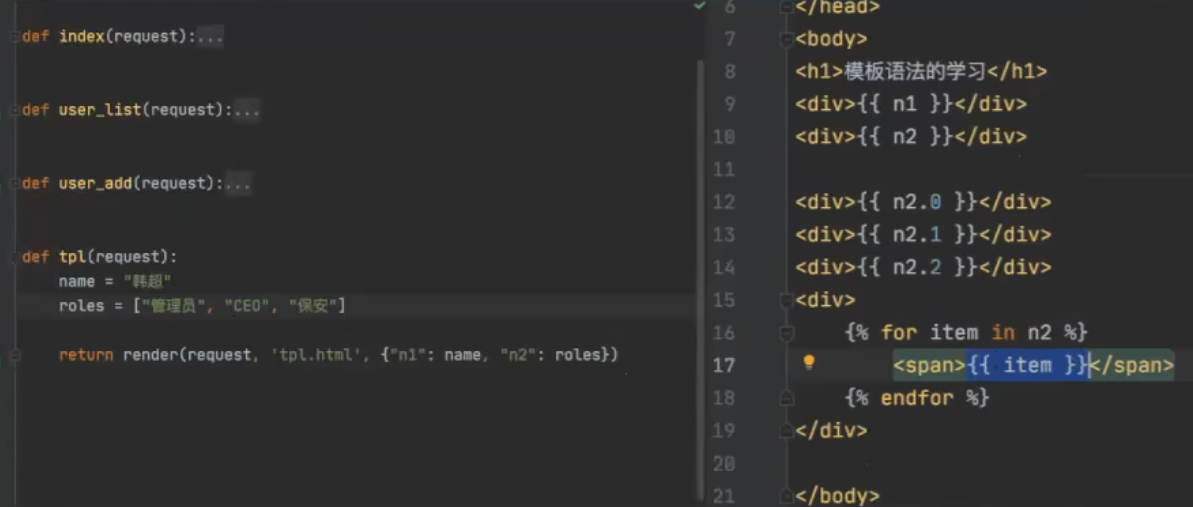 def index(request):...
def user_list(request):...
def user_add(request):...
def tpl(request):
name = "韩超"
roles = ["管理员", "CEO", "保安"]
return render(request, 'tpl.html', {"n1": name, "n2": roles})
6 </head>
7 <body>
8 <h1>模板语法的学习</h1>
9 <div>{{ n1 }}</div>
10 <div>{{ n2 }}</div>
11
12 <div>{{ n2.0 }}</div>
13 <div>{{ n2.1 }}</div>
14 <div>{{ n2.2 }}</div>
15 <div>
16 {% for item in n2 %}
17 <span>{{ item }}</span>
18 {% endfor %}
19 </div>
20
21 </body>